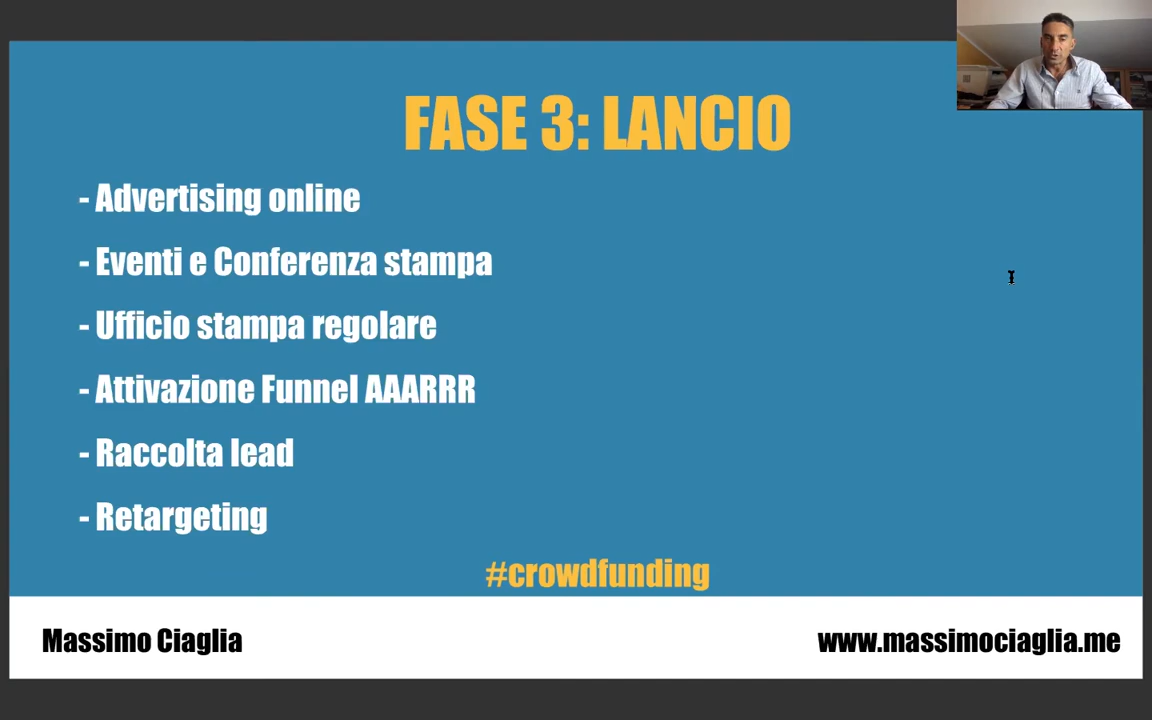 FASE 3: LANCIO
- Advertising online
- Eventi e Conferenza stampa
- Ufficio stampa regolare
- Attivazione Funnel AAARRR
- Raccolta lead
- Retargeting
#crowdfunding
Massimo Ciaglia
www.massimociaglia.me